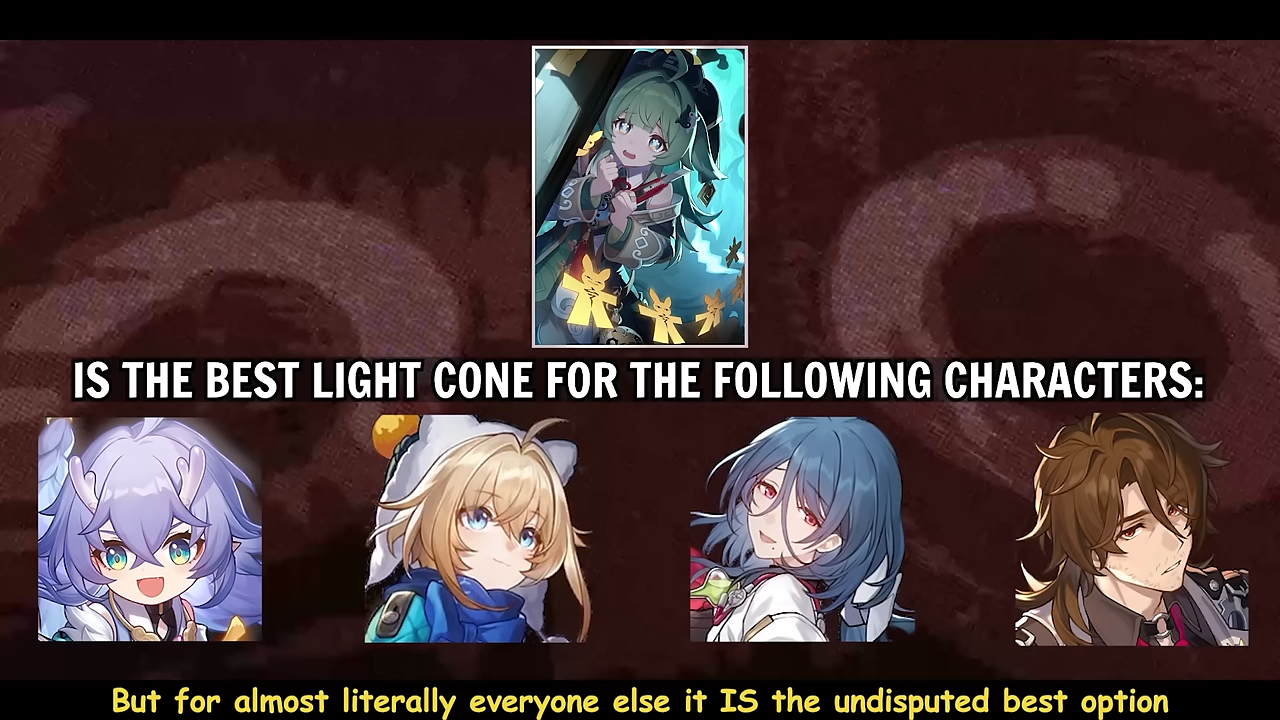 IS THE BEST LIGHT CONE FOR THE FOLLOWING CHARACTERS:
But for almost literally everyone else it IS the undisputed best option